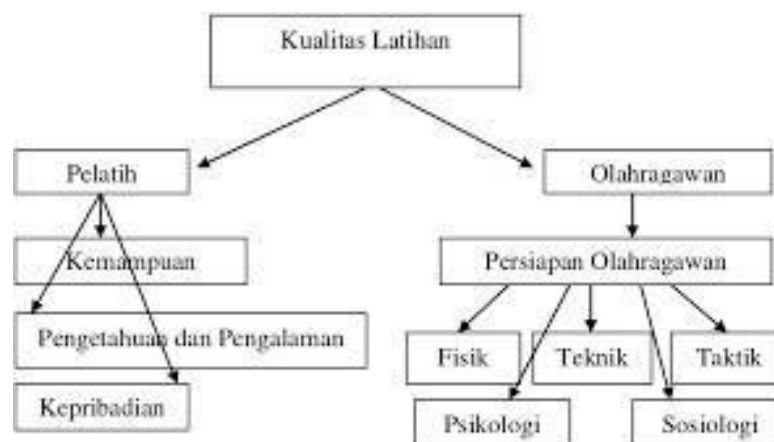 Kualitas Latihan
Pelatih
Olahragawan
Kemampuan
Persiapan Olahragawan
Pengetahuan dan Pengalaman
Fisik
Teknik
Taktik
Kepribadian
Psikologi
Sosiologi